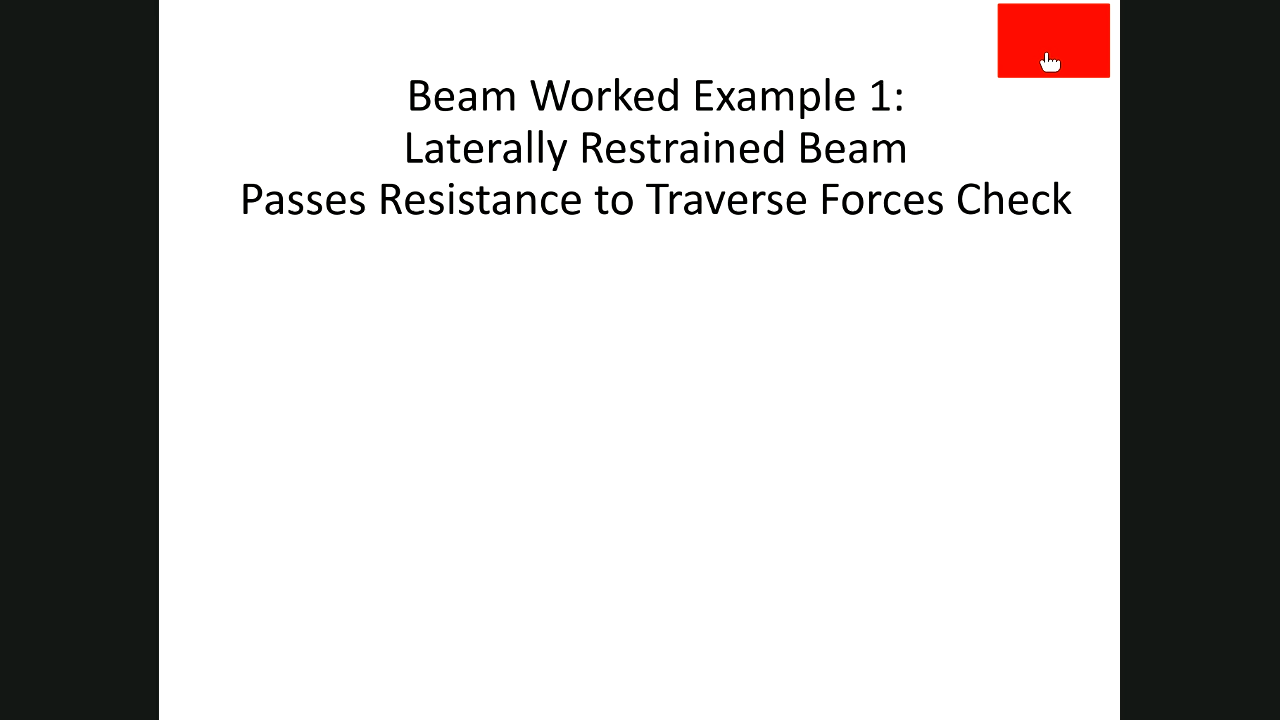 Beam Worked Example 1:
Laterally Restrained Beam
Passes Resistance to Traverse Forces Check